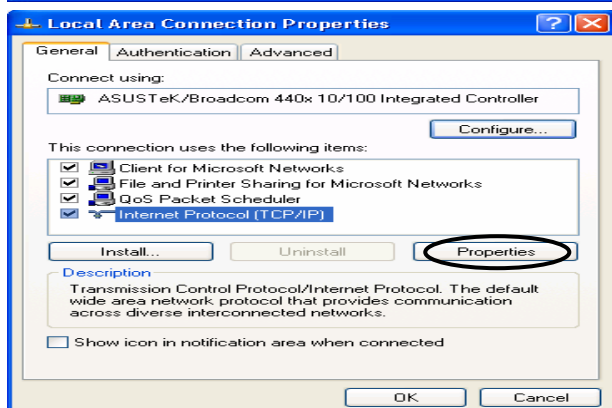 Local Area Connection Properties
General Authentication Advanced
Connect using:
ASUSTeK/Broadcom 440x 10/100 Integrated Controller
Configure...
This connection uses the following items:
Client for Microsoft Networks
File and Printer Sharing for Microsoft Networks
QoS Packet Scheduler
Internet Protocol (TCP/IP)
Install... Uninstall Properties
Description
Transmission Control Protocol/Internet Protocol. The default
wide area network protocol that provides communication
across diverse interconnected networks.
Show icon in notification area when connected
OK Cancel